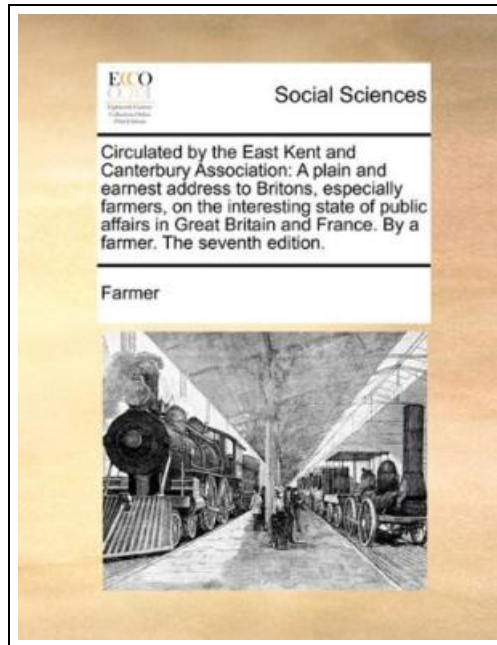 ECCO
Social Sciences
Circulated by the East Kent and
Canterbury Association: A plain and
earnest address to Britons, especially
farmers, on the interesting state of public
affairs in Great Britain and France. By a
farmer. The seventh edition.
Farmer